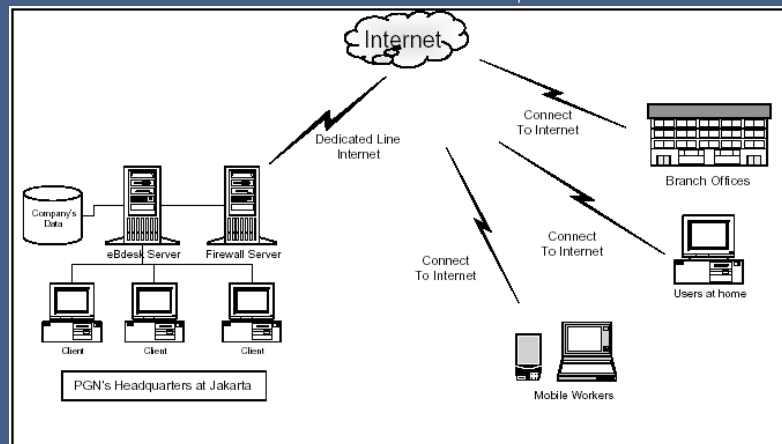 Internet
Dedicated Line
Internet
Connect
To Internet
Branch Offices
Company's
Data
eBdesk Server
Firewall Server
Connect
To Internet
Connect
To Internet
Users at home
Client
Client
Client
PGN's Headquarters at Jakarta
Mobile Workers